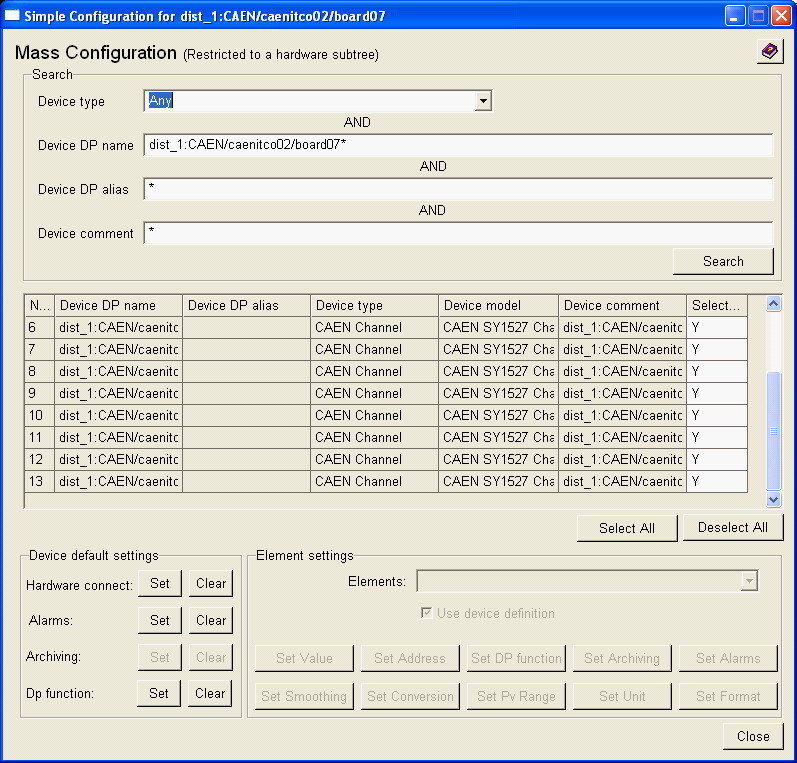 Simple Configuration for dist_1:CAEN/caenitco02/board07
Mass Configuration (Restricted to a hardware subtree)
Search
Device type Any
AND
Device DP name dist_1:CAEN/caenitco02/board07*
AND
Device DP alias *
AND
Device comment *
Search
N... Device DP name Device DP alias Device type Device model Device comment Select...
6 dist_1:CAEN/caenitc CAEN Channel CAEN SY1527 Cha dist_1:CAEN/caenitc Y
7 dist_1:CAEN/caenitc CAEN Channel CAEN SY1527 Cha dist_1:CAEN/caenitc Y
8 dist_1:CAEN/caenitc CAEN Channel CAEN SY1527 Cha dist_1:CAEN/caenitc Y
9 dist_1:CAEN/caenitc CAEN Channel CAEN SY1527 Cha dist_1:CAEN/caenitc Y
10 dist_1:CAEN/caenitc CAEN Channel CAEN SY1527 Cha dist_1:CAEN/caenitc Y
11 dist_1:CAEN/caenitc CAEN Channel CAEN SY1527 Cha dist_1:CAEN/caenitc Y
12 dist_1:CAEN/caenitc CAEN Channel CAEN SY1527 Cha dist_1:CAEN/caenitc Y
13 dist_1:CAEN/caenitc CAEN Channel CAEN SY1527 Cha dist_1:CAEN/caenitc Y
Select All Deselect All
Device default settings
Hardware connect: Set Clear
Alarms: Set Clear
Archiving: Set Clear
Dp function: Set Clear
Element settings
Elements:
Use device definition
Set Value Set Address Set DP function Set Archiving Set Alarms
Set Smoothing Set Conversion Set Pv Range Set Unit Set Format
Close